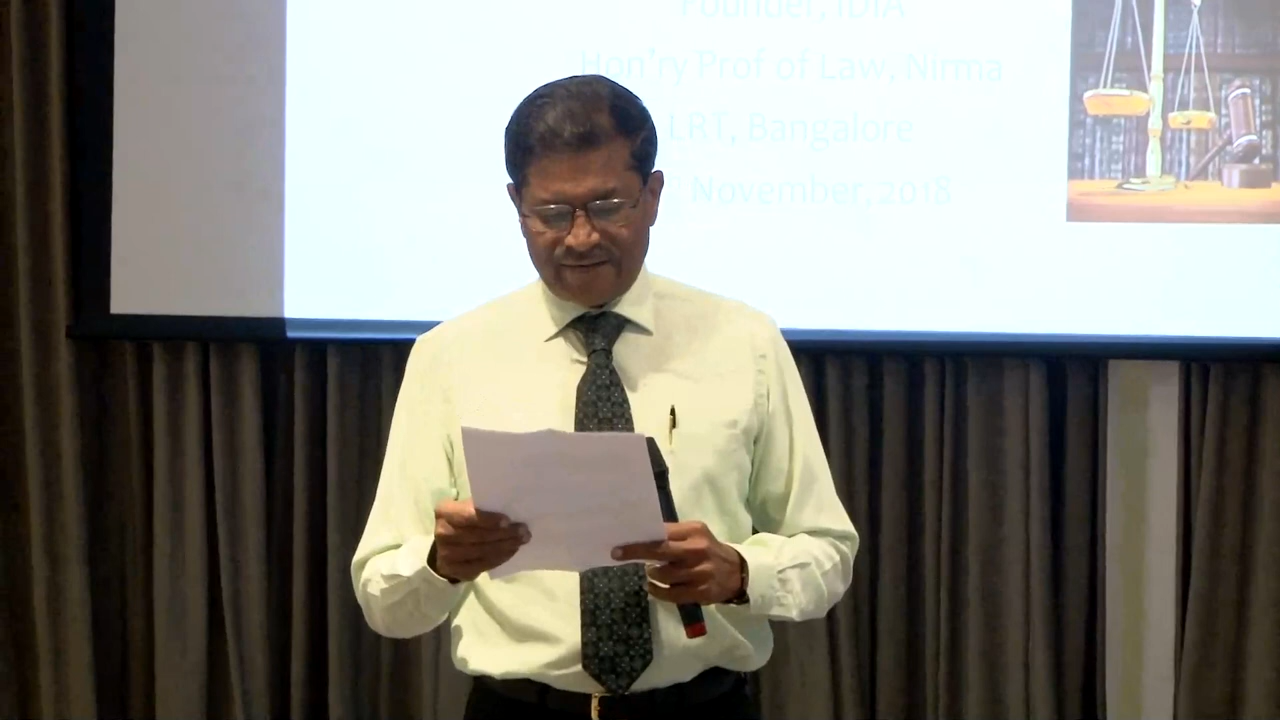 Founder, IDIA
Hon'ry Prof of Law, Nirma
LRT, Bangalore
November, 2018